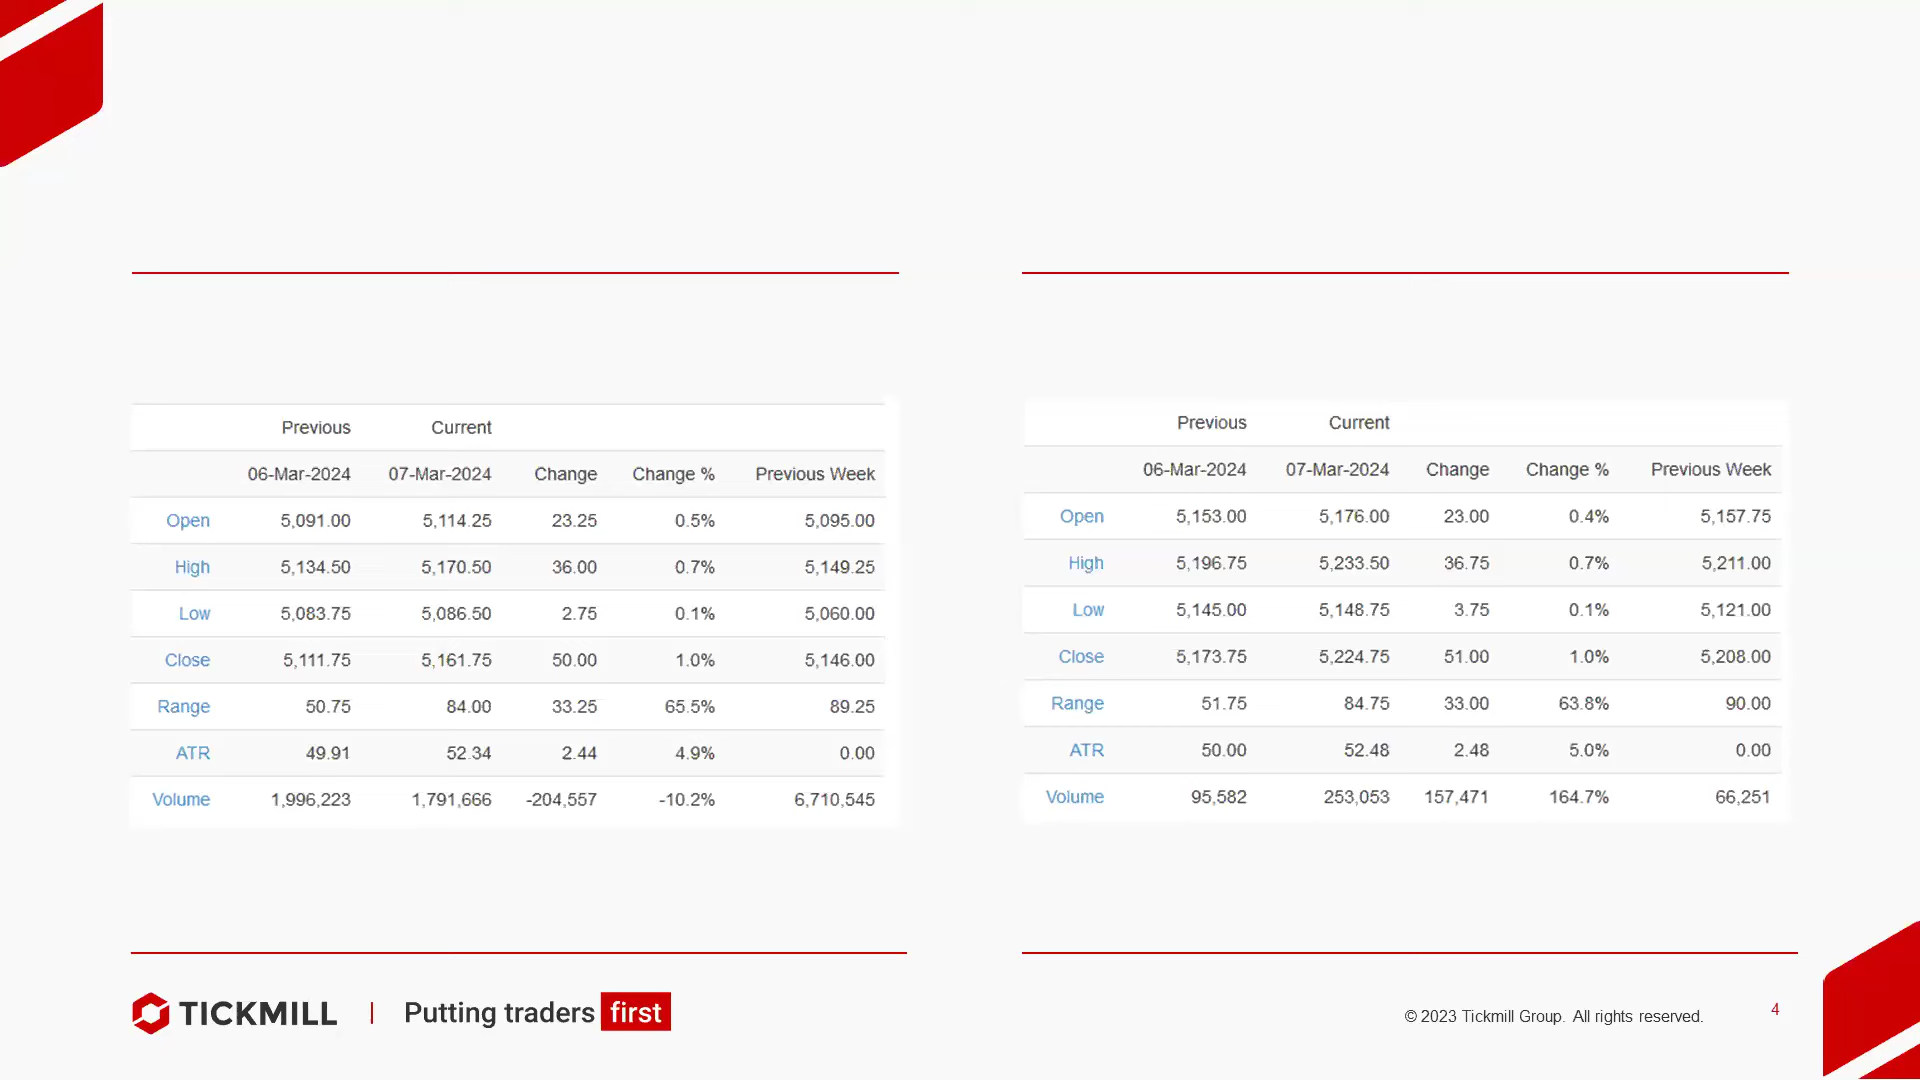 Previous Current
06-Mar-2024 07-Mar-2024 Change Change % Previous Week
Open 5,091.00 5,114.25 23.25 0.5% 5,095.00
High 5,134.50 5,170.50 36.00 0.7% 5,149.25
Low 5,083.75 5,086.50 2.75 0.1% 5,060.00
Close 5,111.75 5,161.75 50.00 1.0% 5,146.00
Range 50.75 84.00 33.25 65.5% 89.25
ATR 49.91 52.34 2.44 4.9% 0.00
Volume 1,996,223 1,791,666 -204,557 -10.2% 6,710,545
Previous Current
06-Mar-2024 07-Mar-2024 Change Change % Previous Week
Open 5,153.00 5,176.00 23.00 0.4% 5,157.75
High 5,196.75 5,233.50 36.75 0.7% 5,211.00
Low 5,145.00 5,148.75 3.75 0.1% 5,121.00
Close 5,173.75 5,224.75 51.00 1.0% 5,208.00
Range 51.75 84.75 33.00 63.8% 90.00
ATR 50.00 52.48 2.48 5.0% 0.00
Volume 95,582 253,053 157,471 164.7% 66,251
TICKMILL | Putting traders first
© 2023 Tickmill Group. All rights reserved.
4